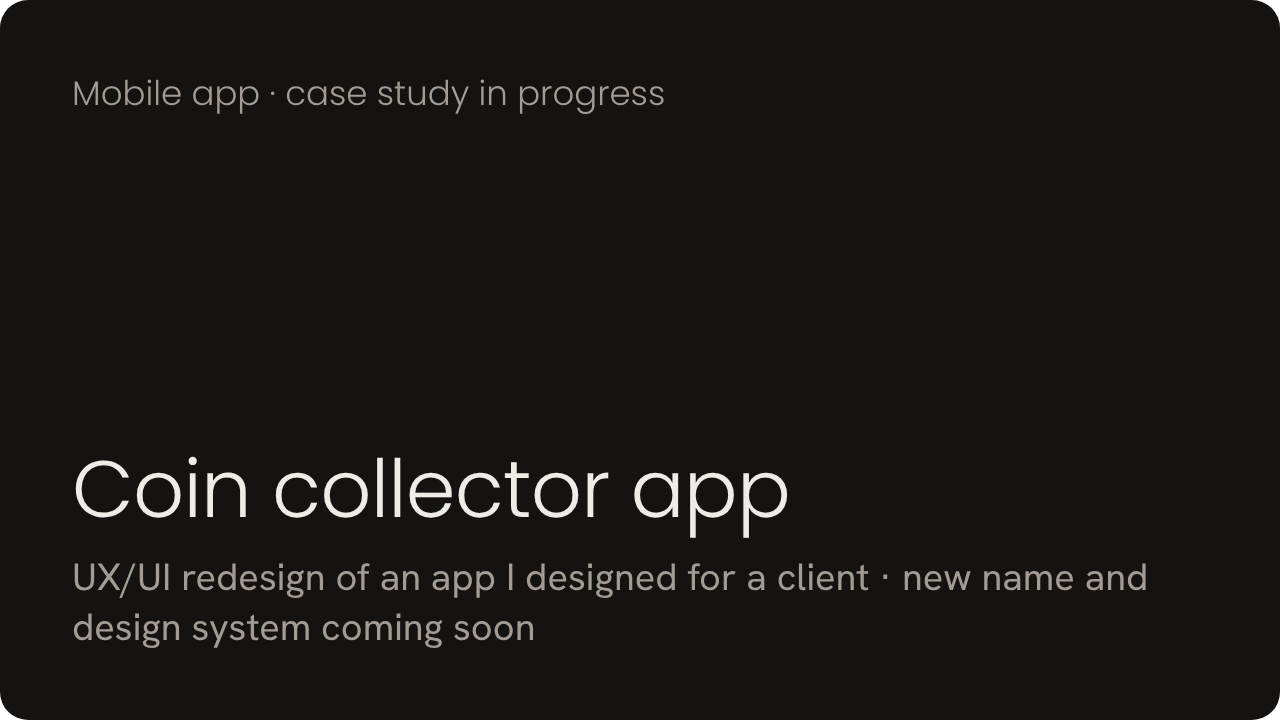 Mobile app · case study in progress
Coin collector app
UX/UI redesign of an app I designed for a client · new name and
design system coming soon